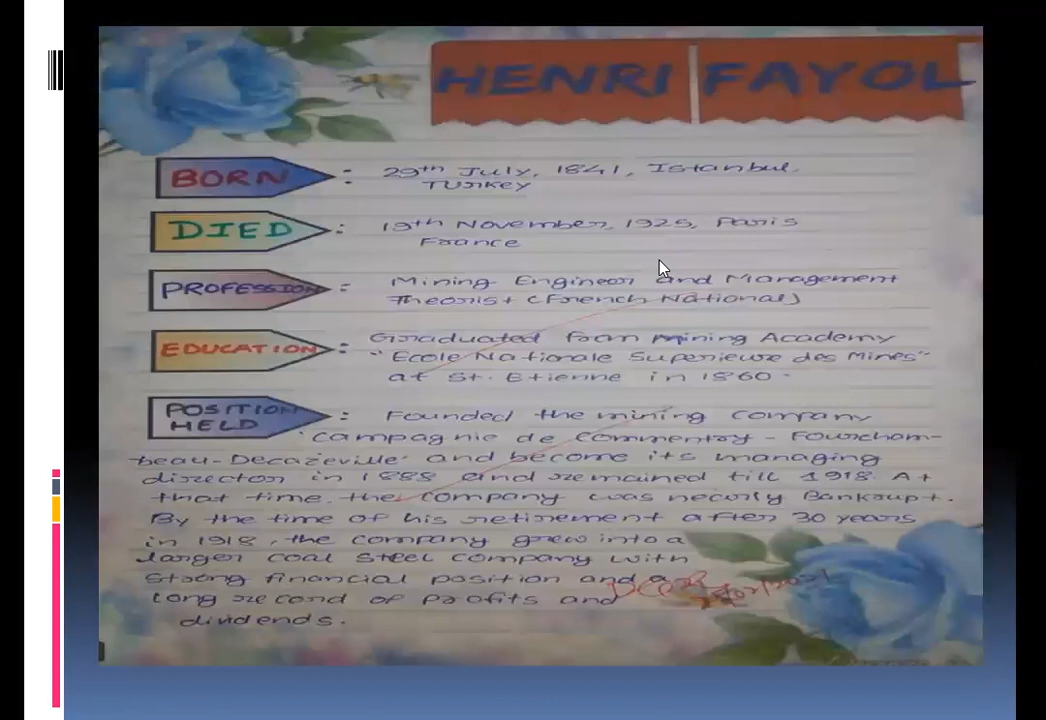 HENRI FAYOL
BORN : 29th July, 1841, Istanbul.
Turkey
DIED : 19th November, 1925, Paris
France
PROFESSION : Mining Engineer and Management
Theorist (French National)
EDUCATION : Graduated from mining Academy
"Ecole Nationale Superieure des Mines"
at St. Etienne in 1860.
POSITION HELD : Founded the mining company
'Campagnie de Commentry - Fourcham-
beau-Decazeville' and become its managing
director in 1888 and remained till 1918. At
that time, the company was nearly Bankrupt.
By the time of his retirement after 30 years
in 1918, the company grew into a
larger coal steel company with
strong financial position and a
long record of Profits and
dividends.